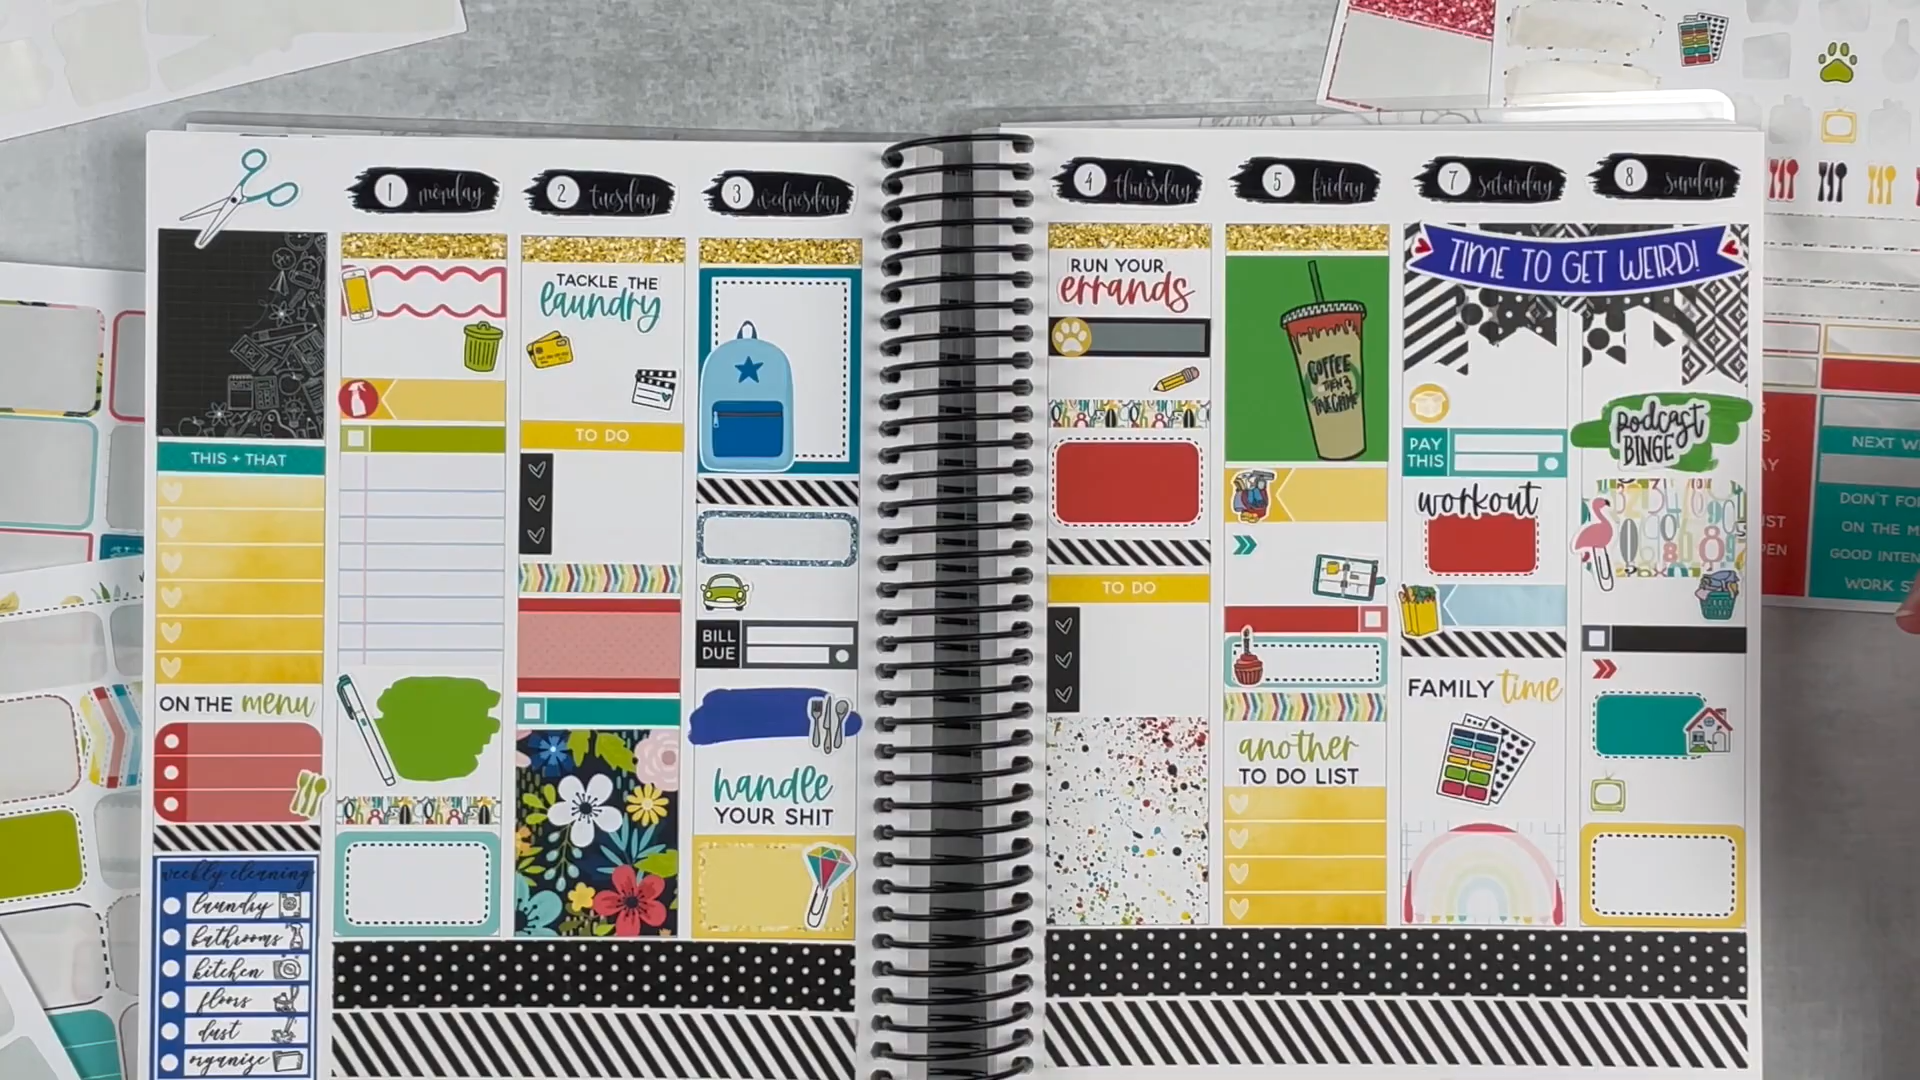 1 monday
2 tuesday
3 wednesday
4 thursday
5 friday
7 saturday
8 sunday
THIS + THAT
ON THE menu
weekly cleaning
laundry
bathrooms
kitchen
floors
dust
organize
TACKLE THE
laundry
TO DO
BILL
DUE
handle
YOUR SHIT
RUN YOUR
errands
TO DO
COFFEE
THEN
another
TO DO LIST
TIME TO GET WEIRD!
PAY
THIS
workout
FAMILY time
podcast
BINGE
NEXT W
DON'T FO
ON THE M
GOOD INTEN
WORK S